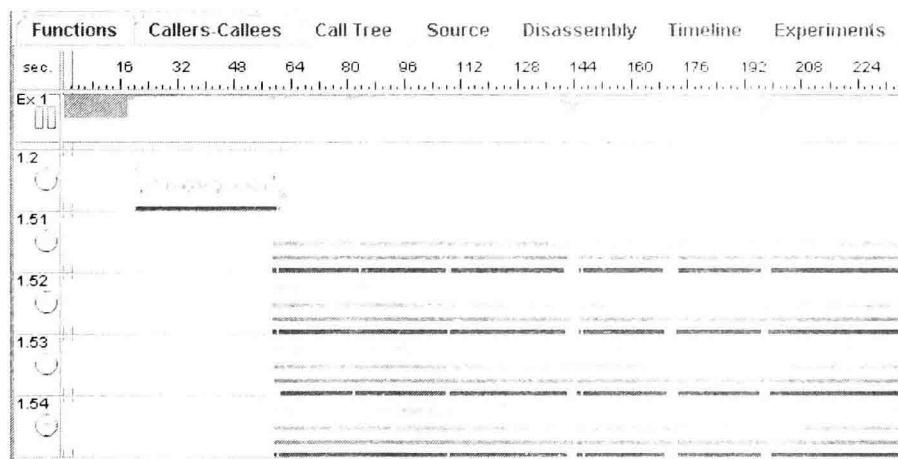 Functions Callers-Callees Call Tree Source Disassembly Timeline Experiments
sec. 16 32 48 64 80 96 112 128 144 160 176 192 208 224
Ex 1
1.2
1.51
1.52
1.53
1.54